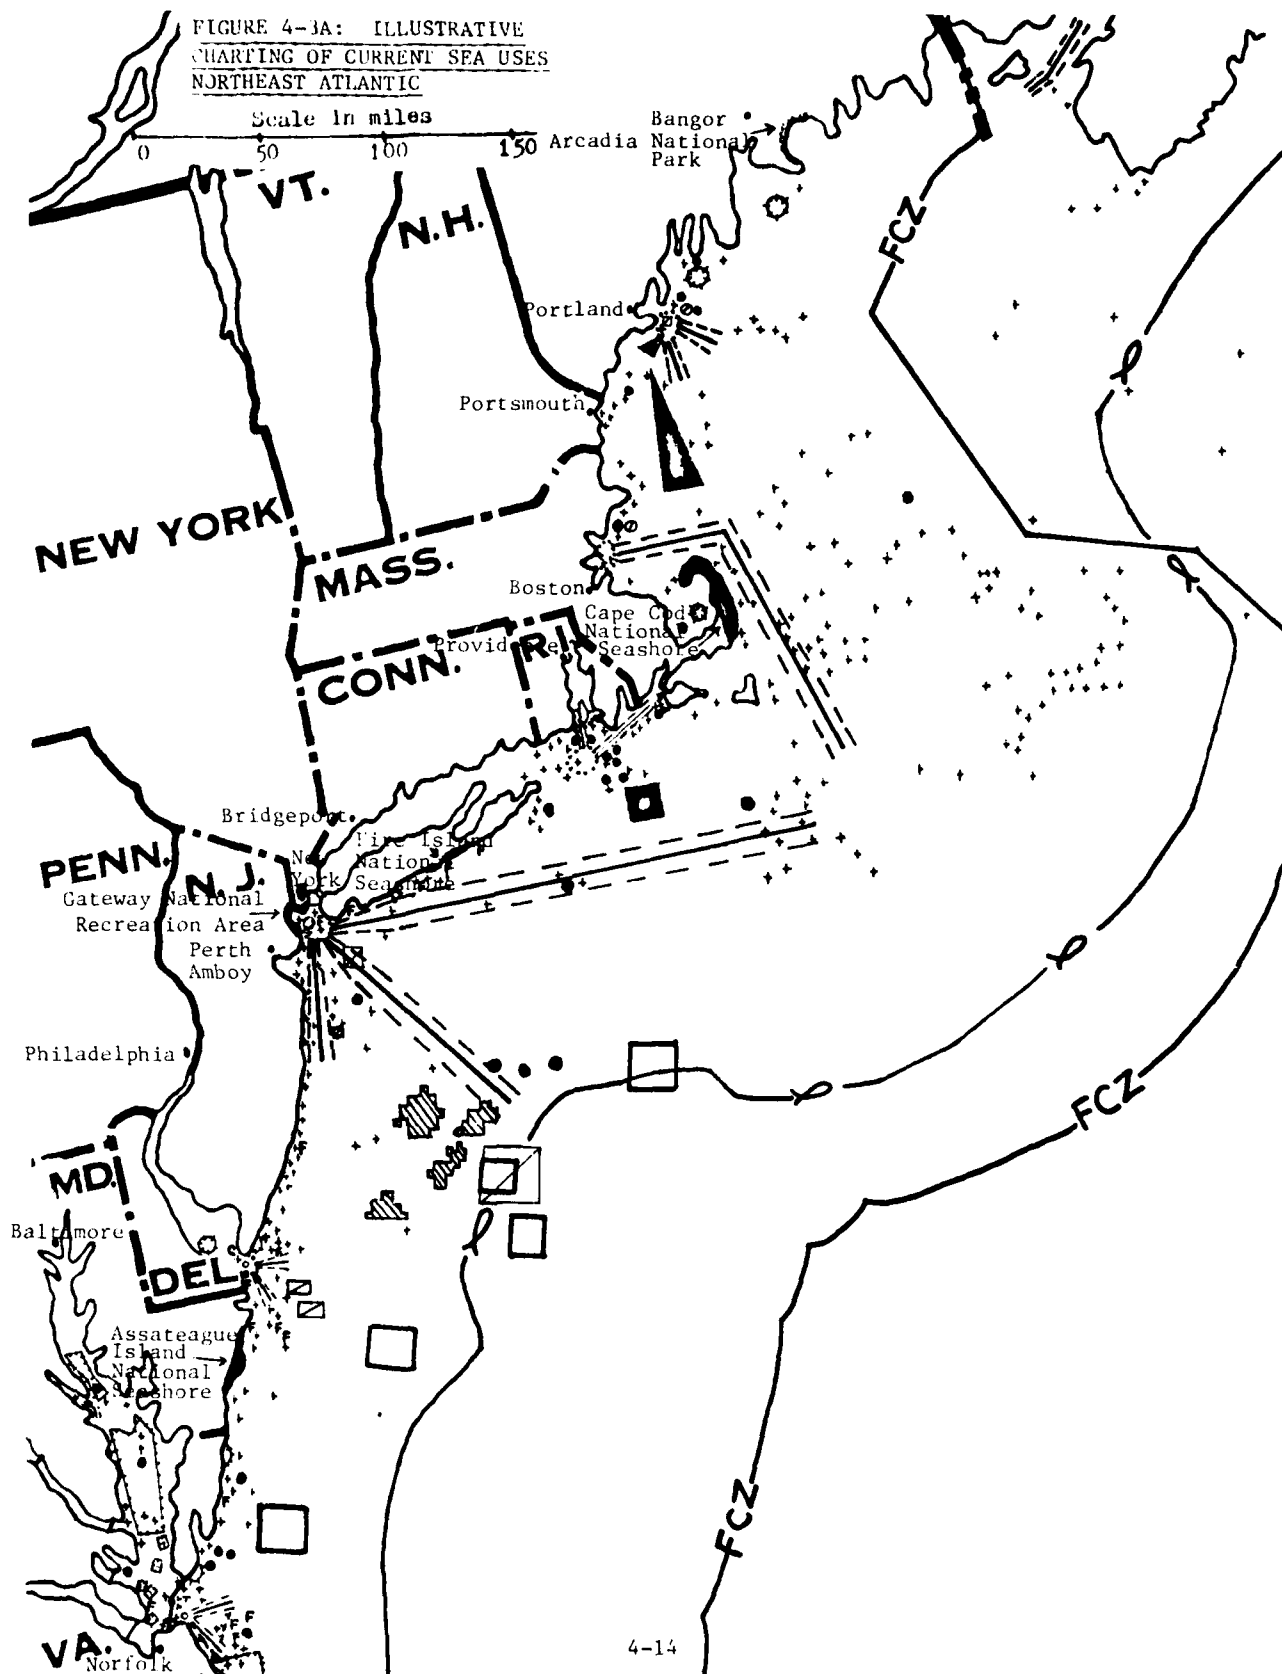 FIGURE 4-3A: ILLUSTRATIVE
CHARTING OF CURRENT SEA USES
NORTHEAST ATLANTIC
Scale in miles
0 50 100 150
Bangor
Arcadia National
Park
VT.
N.H.
FCZ
Portland
Portsmouth
NEW YORK
MASS.
Boston
Cape Cod
National
Seashore
R.I.
CONN.
Bridgeport
Fire Island
National
Seashore
New
York
PENN.
N.J.
Gateway National
Recreation Area
Perth
Amboy
Philadelphia
FCZ
MD.
Baltimore
DEL.
Assateague
Island
National
Seashore
FCZ
F
F
F
F
F
VA.
Norfolk
4-14